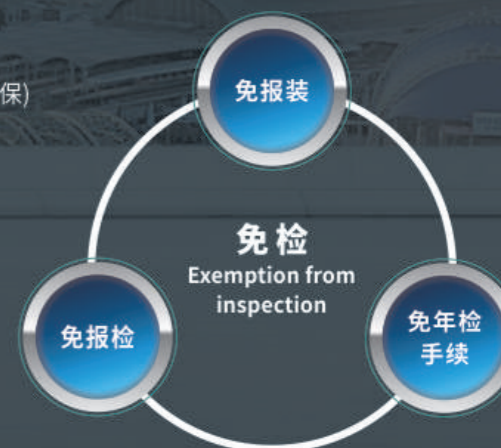 保)
免报装
免检
Exemption from
inspection
免报检
免年检
手续